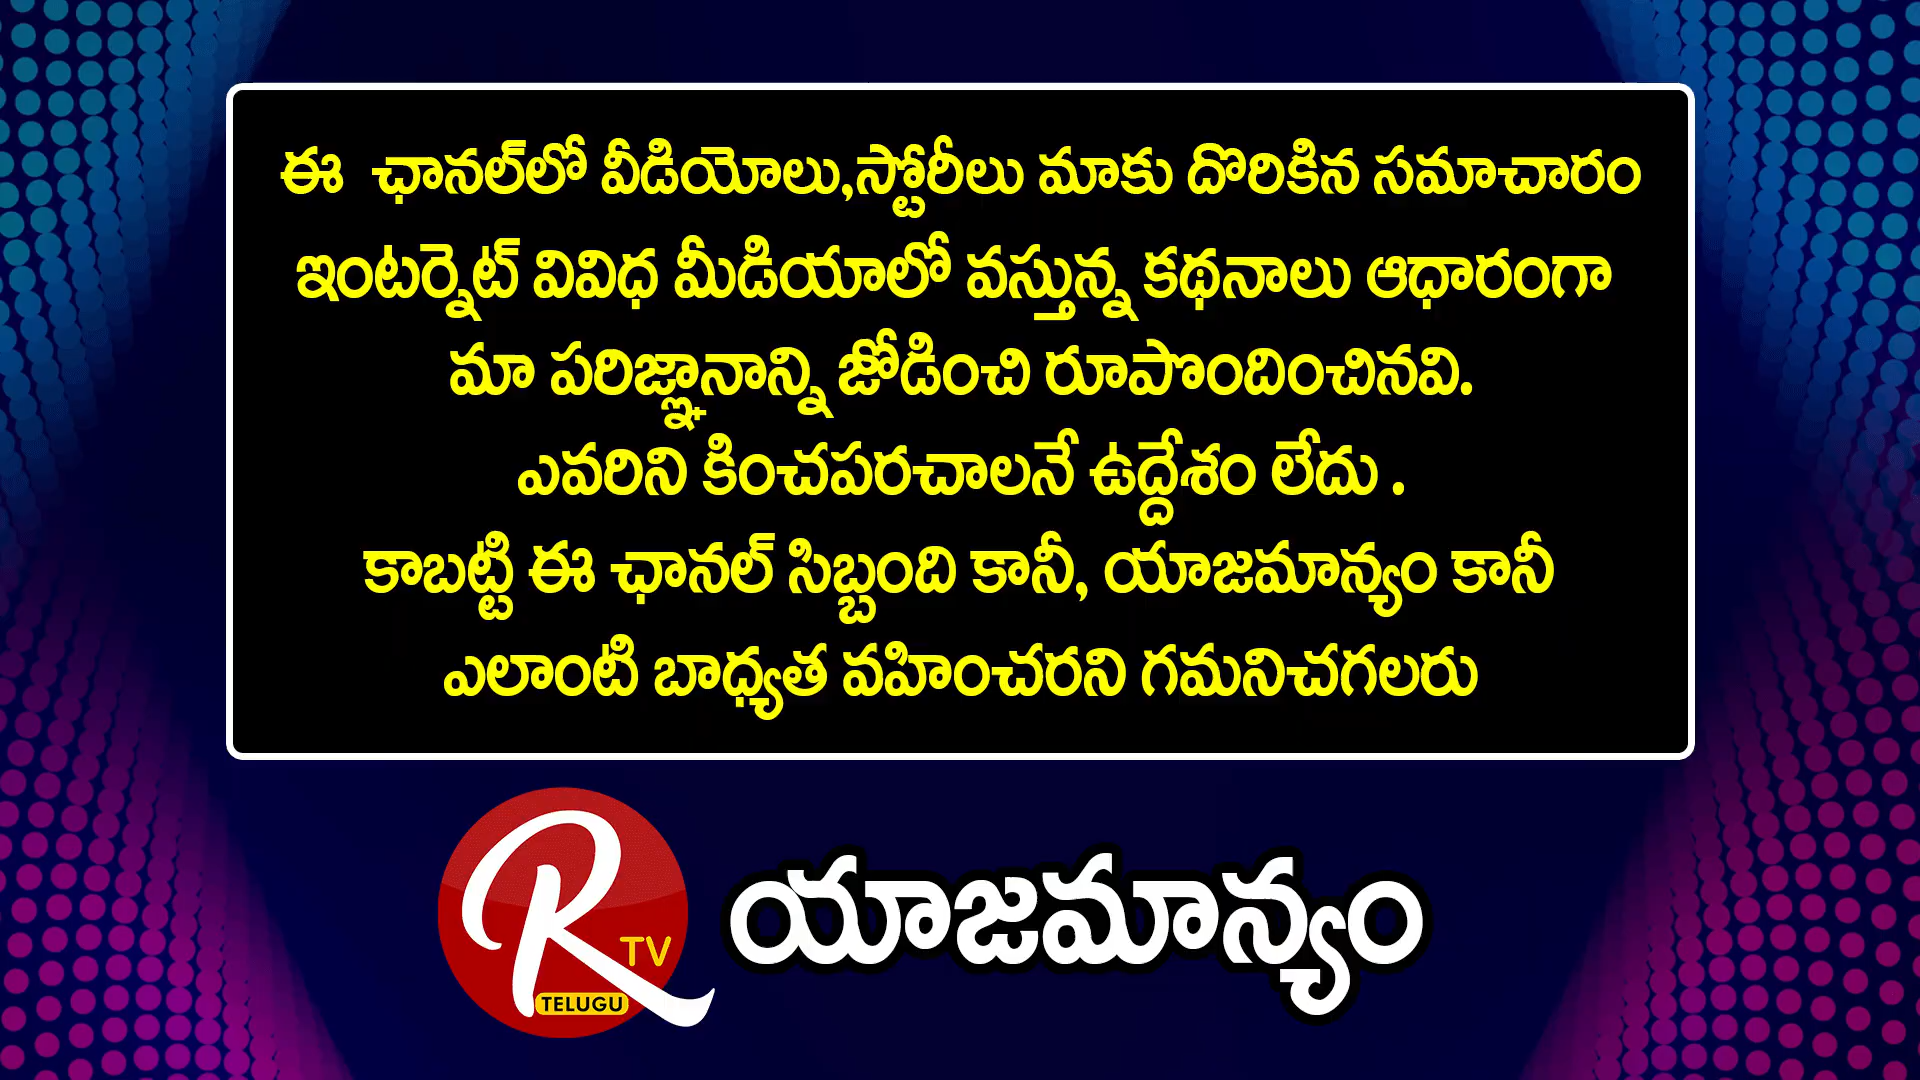 ఈ ఛానల్‌లో వీడియోలు,స్టోరీలు మాకు దొరికిన సమాచారం
ఇంటర్నెట్ వివిధ మీడియాలో వస్తున్న కథనాలు ఆధారంగా
మా పరిజ్ఞానాన్ని జోడించి రూపొందించినవి.
ఎవరిని కించపరచాలనే ఉద్దేశం లేదు .
కాబట్టి ఈ ఛానల్ సిబ్బంది కానీ, యాజమాన్యం కానీ
ఎలాంటి బాధ్యత వహించరని గమనిచగలరు
R TV
TELUGU
యాజమాన్యం